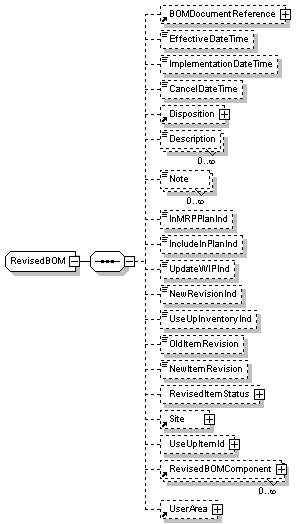 BOMDocumentReference
EffectiveDateTime
ImplementationDateTime
CancelDateTime
Disposition
Description
0..∞
Note
0..∞
InMRPPlanInd
IncludeInPlanInd
RevisedBOM
UpdateWIPInd
NewRevisionInd
UseUpInventoryInd
OldItemRevision
NewItemRevision
RevisedItemStatus
Site
UseUpItemId
RevisedBOMComponent
0..∞
UserArea